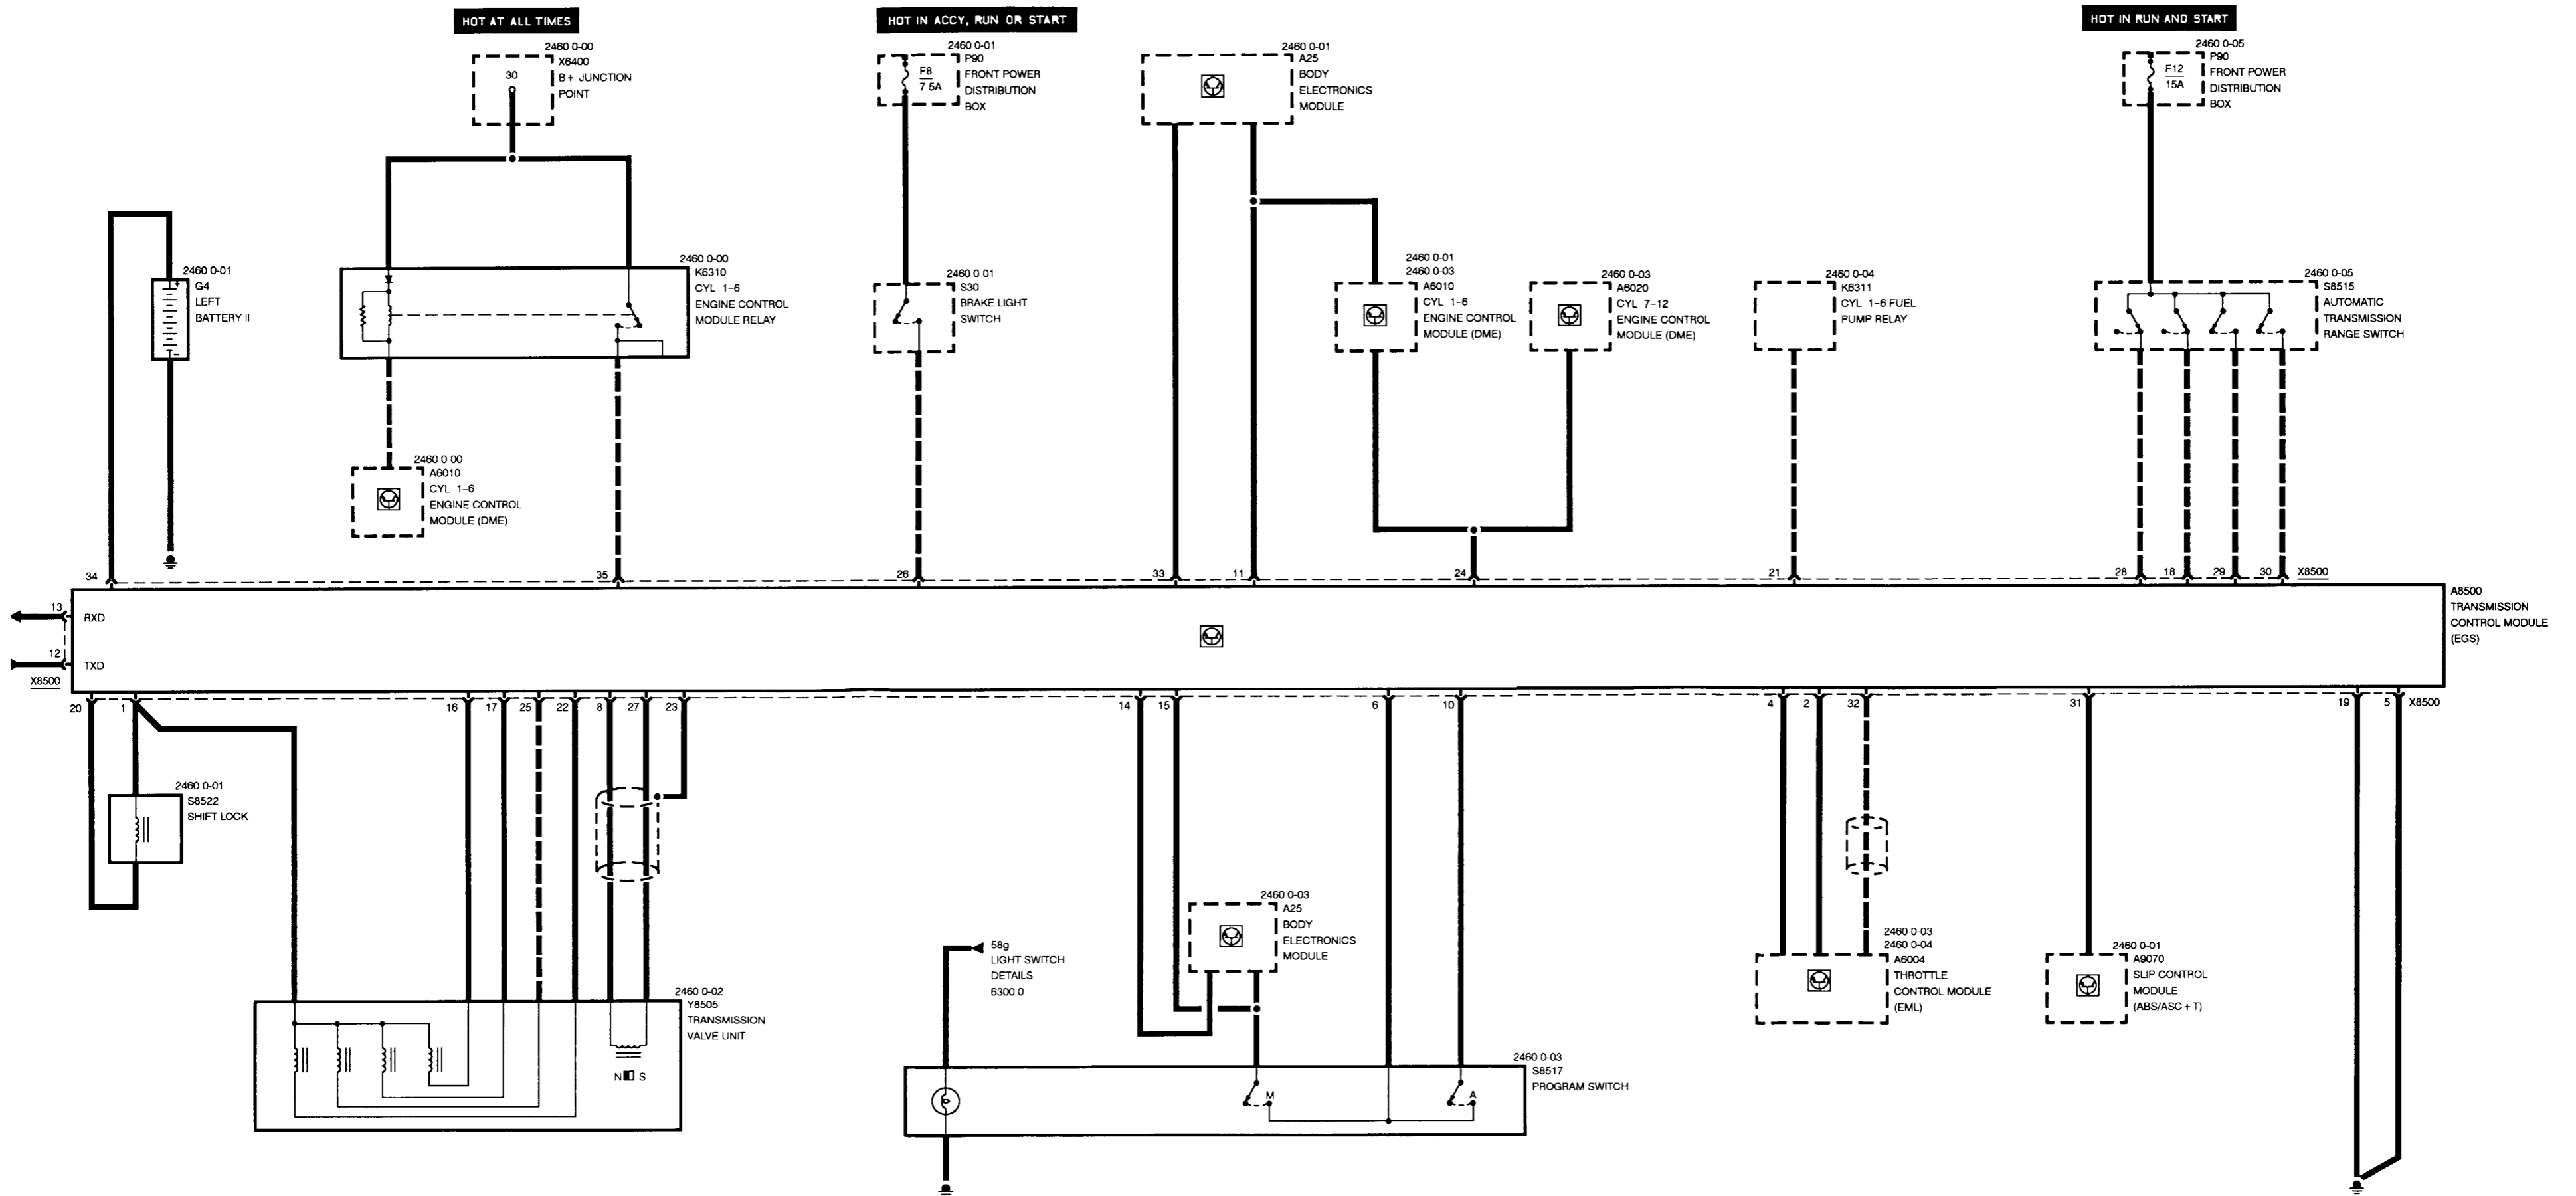 HOT AT ALL TIMES
HOT IN ACCY, RUN OR START
HOT IN RUN AND START
2460 0-00
X6400
B+ JUNCTION
POINT
30
2460 0-01
P90
FRONT POWER
DISTRIBUTION
BOX
F8
7 5A
2460 0-01
A25
BODY
ELECTRONICS
MODULE
2460 0-05
P90
FRONT POWER
DISTRIBUTION
BOX
F12
15A
2460 0-01
G4
LEFT
BATTERY II
+
-
2460 0-00
K6310
CYL 1-6
ENGINE CONTROL
MODULE RELAY
2460 0 01
S30
BRAKE LIGHT
SWITCH
2460 0-01
2460 0-03
A6010
CYL 1-6
ENGINE CONTROL
MODULE (DME)
2460 0-03
A6020
CYL 7-12
ENGINE CONTROL
MODULE (DME)
2460 0-04
K6311
CYL 1-6 FUEL
PUMP RELAY
2460 0-05
S8515
AUTOMATIC
TRANSMISSION
RANGE SWITCH
2460 0 00
A6010
CYL 1-6
ENGINE CONTROL
MODULE (DME)
34
35
26
33
11
24
21
28
18
29
30
X8500
13
RXD
12
TXD
X8500
A8500
TRANSMISSION
CONTROL MODULE
(EGS)
20
1
16
17
25
22
8
27
23
14
15
6
10
4
2
32
31
19
5
X8500
2460 0-01
S8522
SHIFT LOCK
2460 0-02
Y8505
TRANSMISSION
VALVE UNIT
N S
58g
LIGHT SWITCH
DETAILS
6300 0
2460 0-03
A25
BODY
ELECTRONICS
MODULE
2460 0-03
S8517
PROGRAM SWITCH
M
A
2460 0-03
2460 0-04
A6004
THROTTLE
CONTROL MODULE
(EML)
2460 0-01
A9070
SLIP CONTROL
MODULE
(ABS/ASC + T)